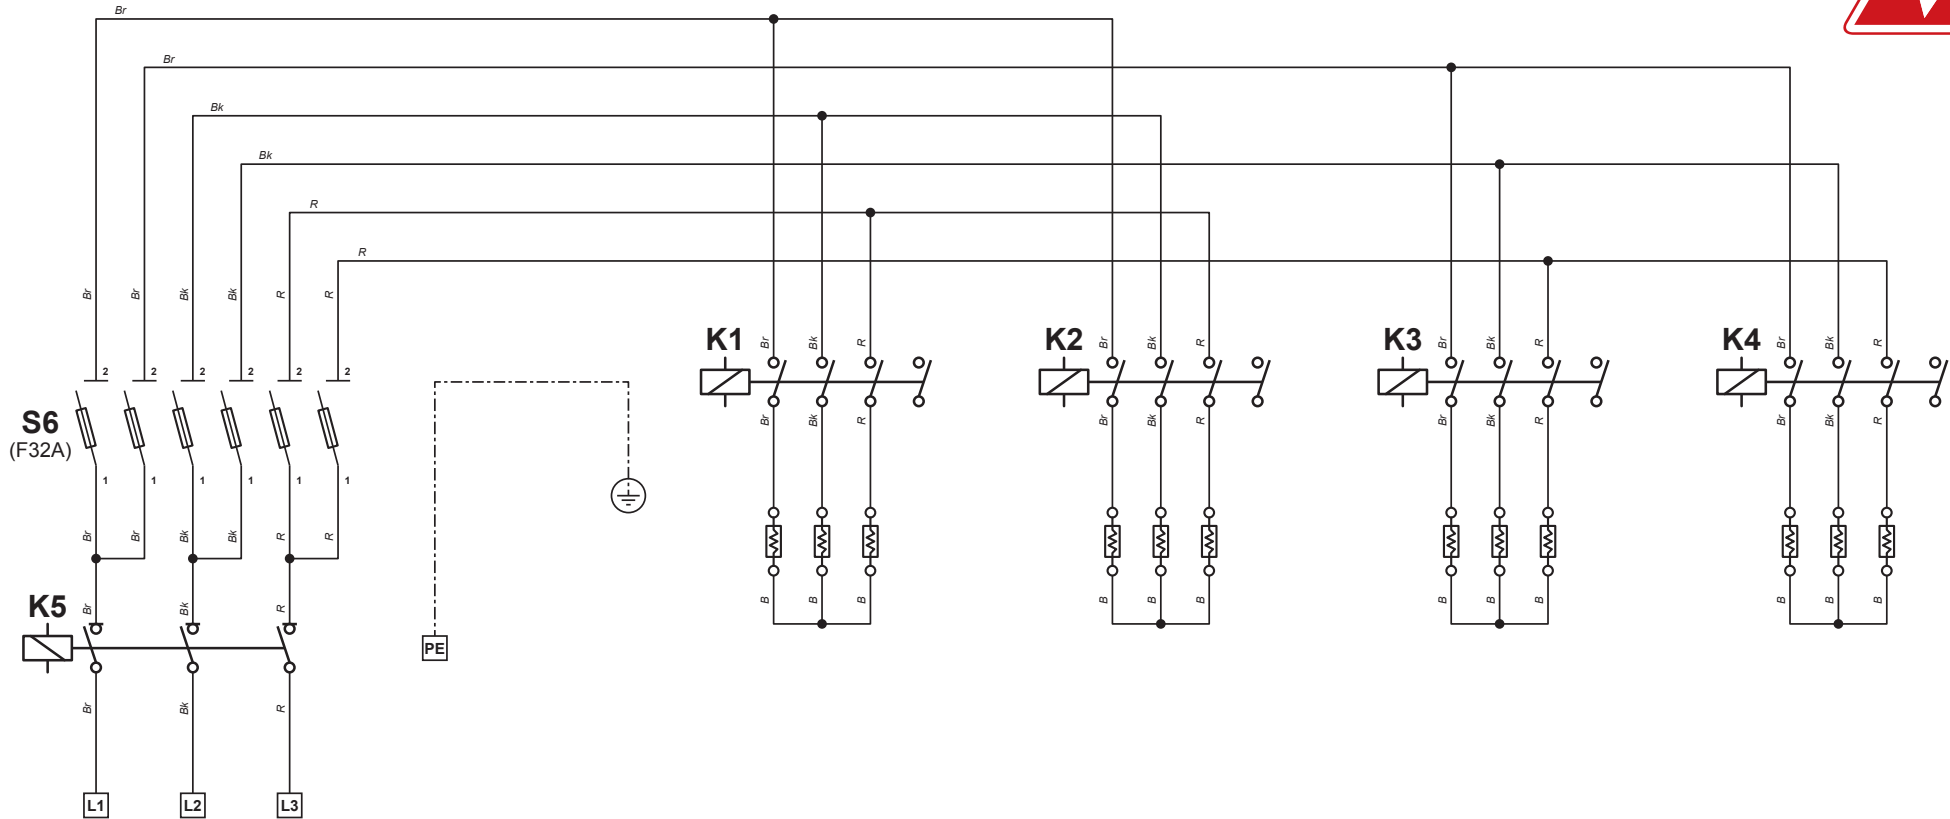 Br
Br
Bk
Bk
R
R
Br Br Bk Bk R R
K1 Br Bk R K2 Br Bk R K3 Br Bk R K4 Br Bk R
2 2 2 2 2 2
S6 Br Bk R Br Bk R Br Bk R Br Bk R
(F32A)
1 1 1 1 1 1
Br Br Bk Bk R R
K5 Br Bk R B B B B B B B B B B B B
PE
Br Bk R
L1 L2 L3